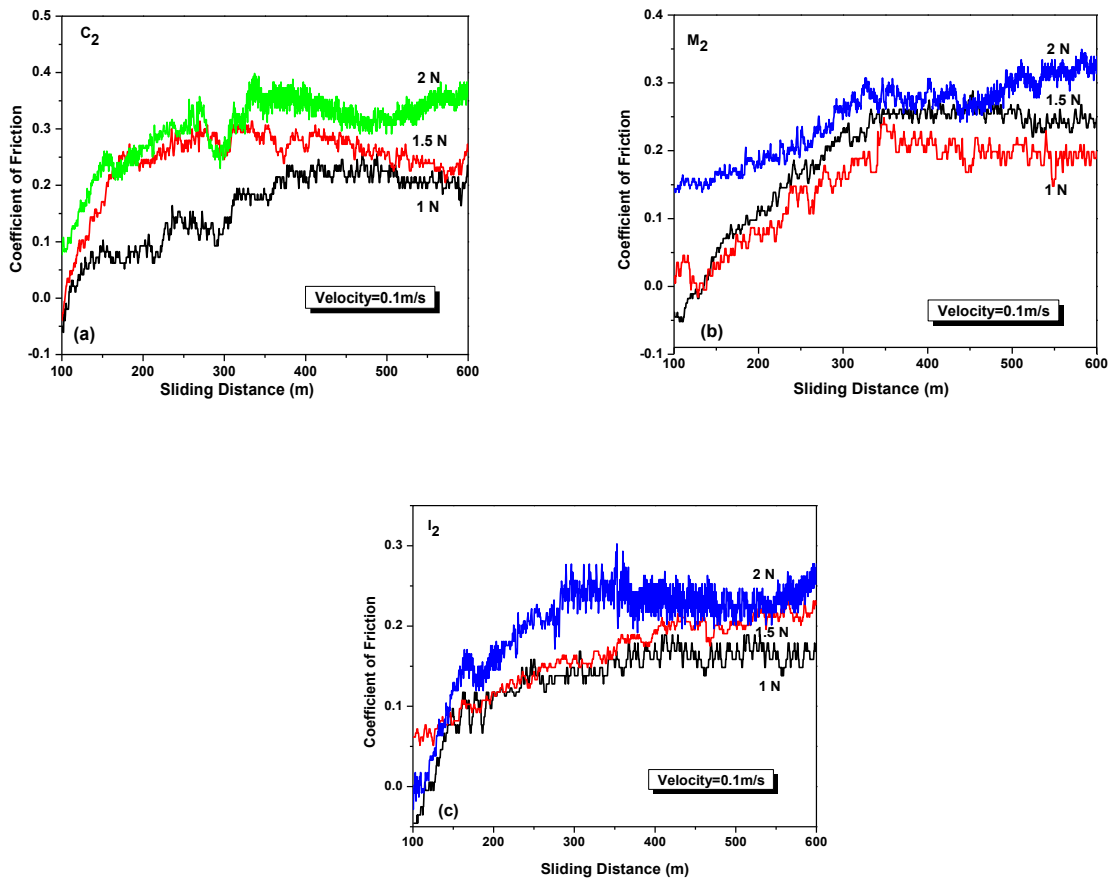 C2
0.5
0.4
0.3
0.2
0.1
0.0
-0.1
Coefficient of Friction
2 N
1.5 N
1 N
Velocity=0.1m/s
(a)
100 200 300 400 500 600
Sliding Distance (m)
M2
0.4
0.3
0.2
0.1
0.0
-0.1
Coefficient of Friction
2 N
1.5 N
1 N
Velocity=0.1m/s
(b)
100 200 300 400 500 600
Sliding Distance (m)
I2
0.3
0.2
0.1
0.0
Coefficient of Friction
2 N
1.5 N
1 N
Velocity=0.1m/s
(c)
100 200 300 400 500 600
Sliding Distance (m)